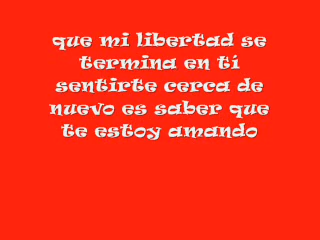 que mi libertad se
termina en tí
sentirte cerca de
nuevo es saber que
te estoy amando